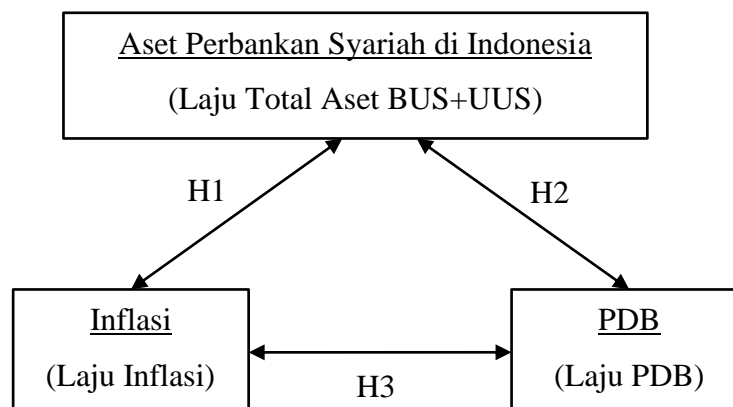 Aset Perbankan Syariah di Indonesia
(Laju Total Aset BUS+UUS)
H1
H2
Inflasi
(Laju Inflasi)
PDB
(Laju PDB)
H3